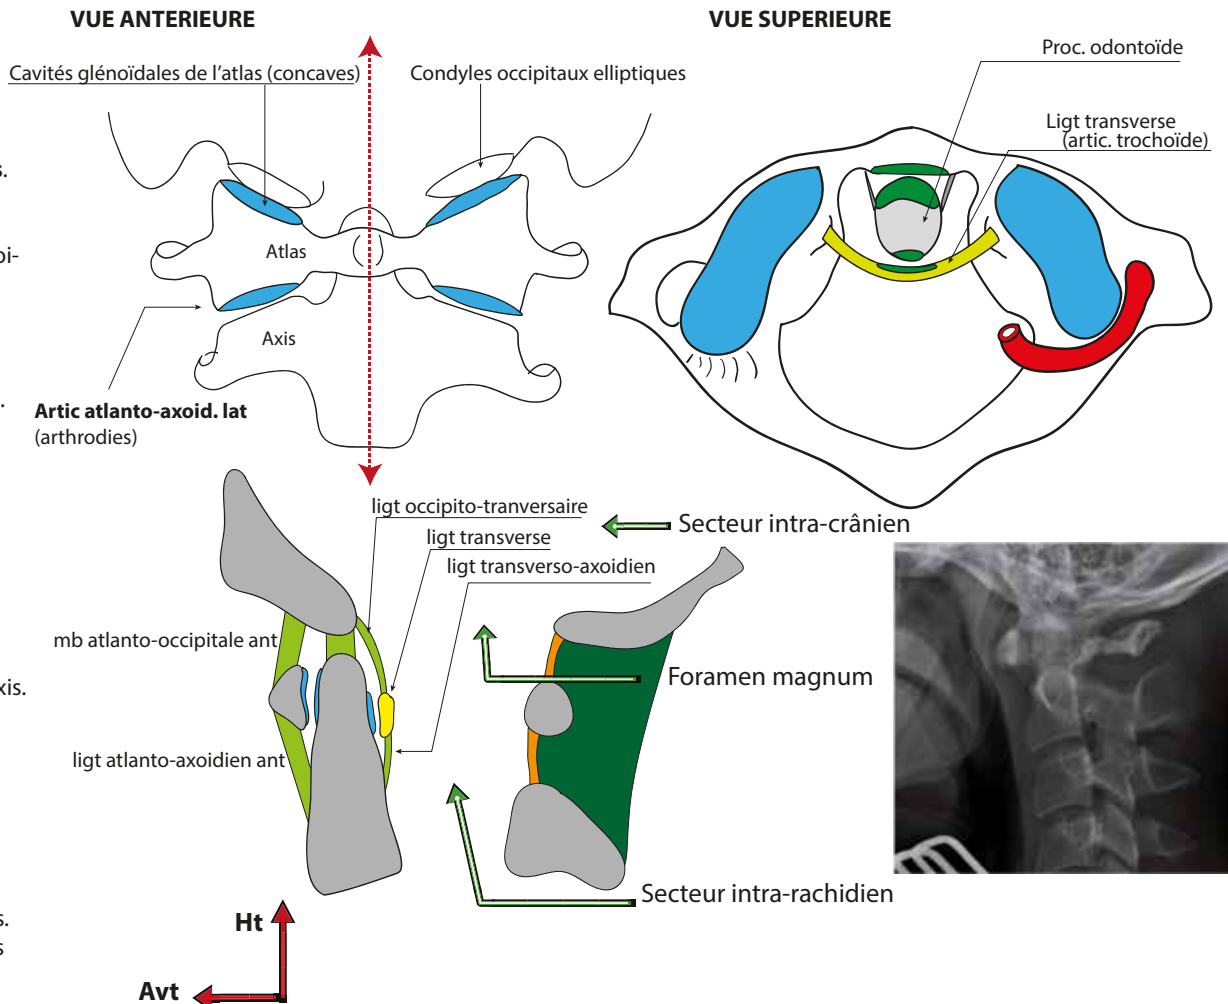 VUE ANTERIEURE
VUE SUPERIEURE
Proc. odontoïde
Cavités glénoïdales de l'atlas (concaves)
Condyles occipitaux elliptiques
Ligt transverse
(artic. trochoïde)
s.
oi-
Atlas
Axis
.
Artic atlanto-axoid. lat
(arthrodies)
ligt occipito-tranversaire
Secteur intra-crânien
ligt transverse
ligt transverso-axoidien
mb atlanto-occipitale ant
Foramen magnum
xis.
ligt atlanto-axoidien ant
Secteur intra-rachidien
s.
Ht
s
Avt